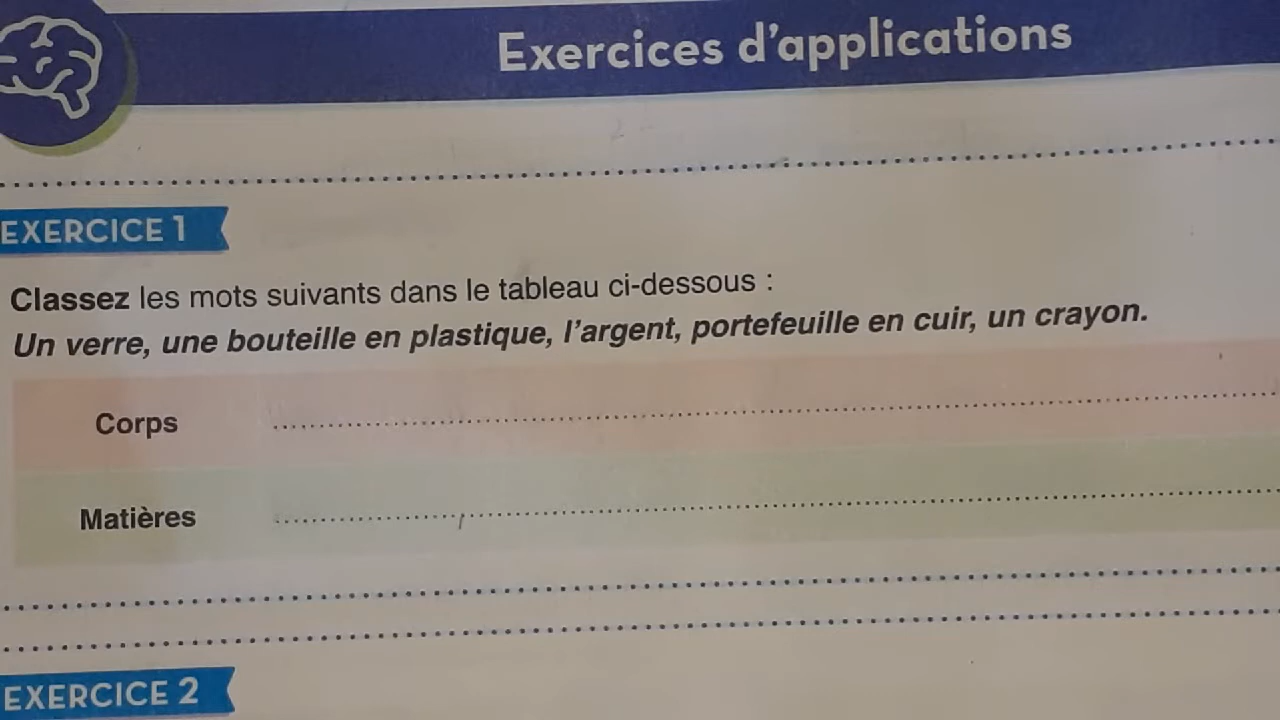 Exercices d'applications
EXERCICE 1
Classez les mots suivants dans le tableau ci-dessous :
Un verre, une bouteille en plastique, l'argent, portefeuille en cuir, un crayon.
Corps
Matières
EXERCICE 2